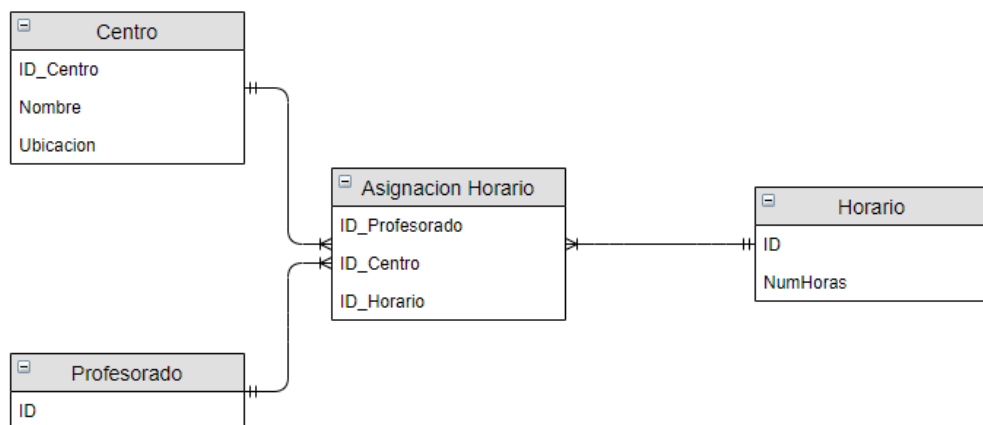 Centro
ID_Centro
Nombre
Ubicacion
Asignacion Horario
ID_Profesorado
ID_Centro
ID_Horario
Horario
ID
NumHoras
Profesorado
ID